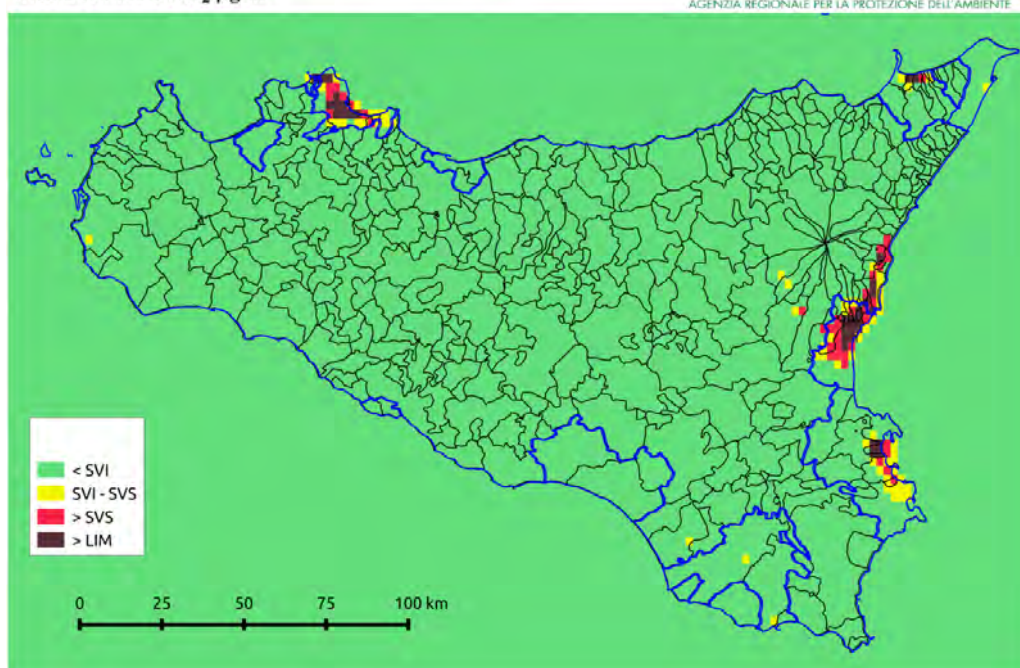 AGENZIA REGIONALE PER LA PROTEZIONE DELL'AMBIENTE
< SVI
SVI - SVS
> SVS
> LIM
0 25 50 75 100 km